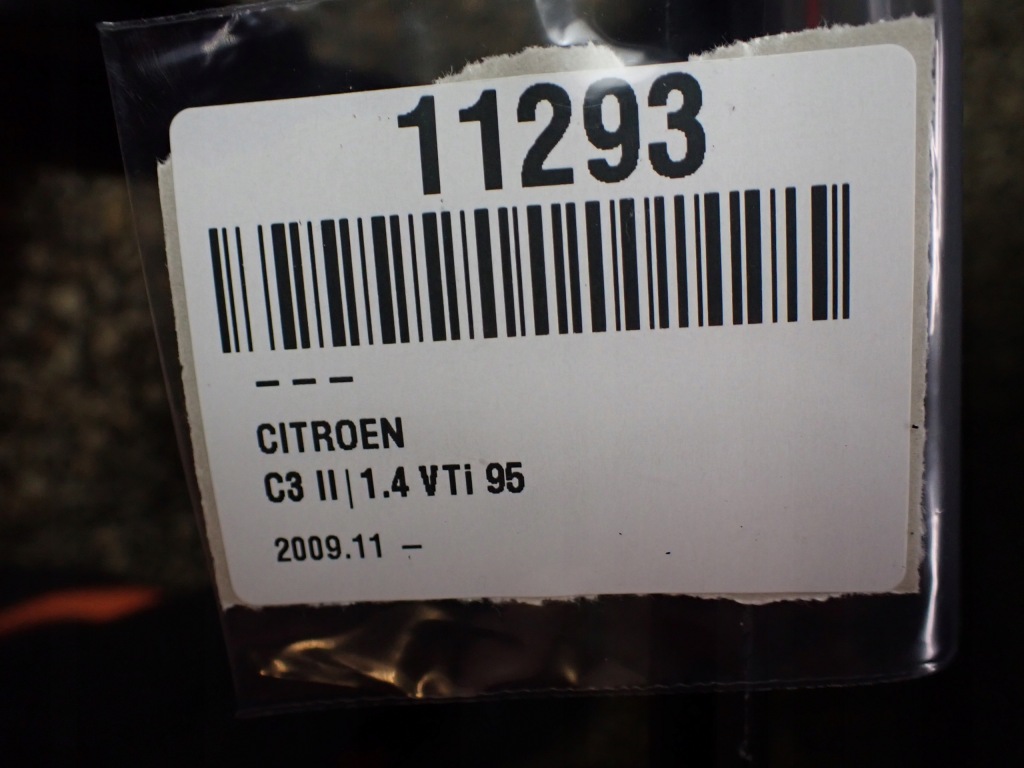 11293
– – –
CITROEN
C3 II|1.4 VTi 95
2009.11 –